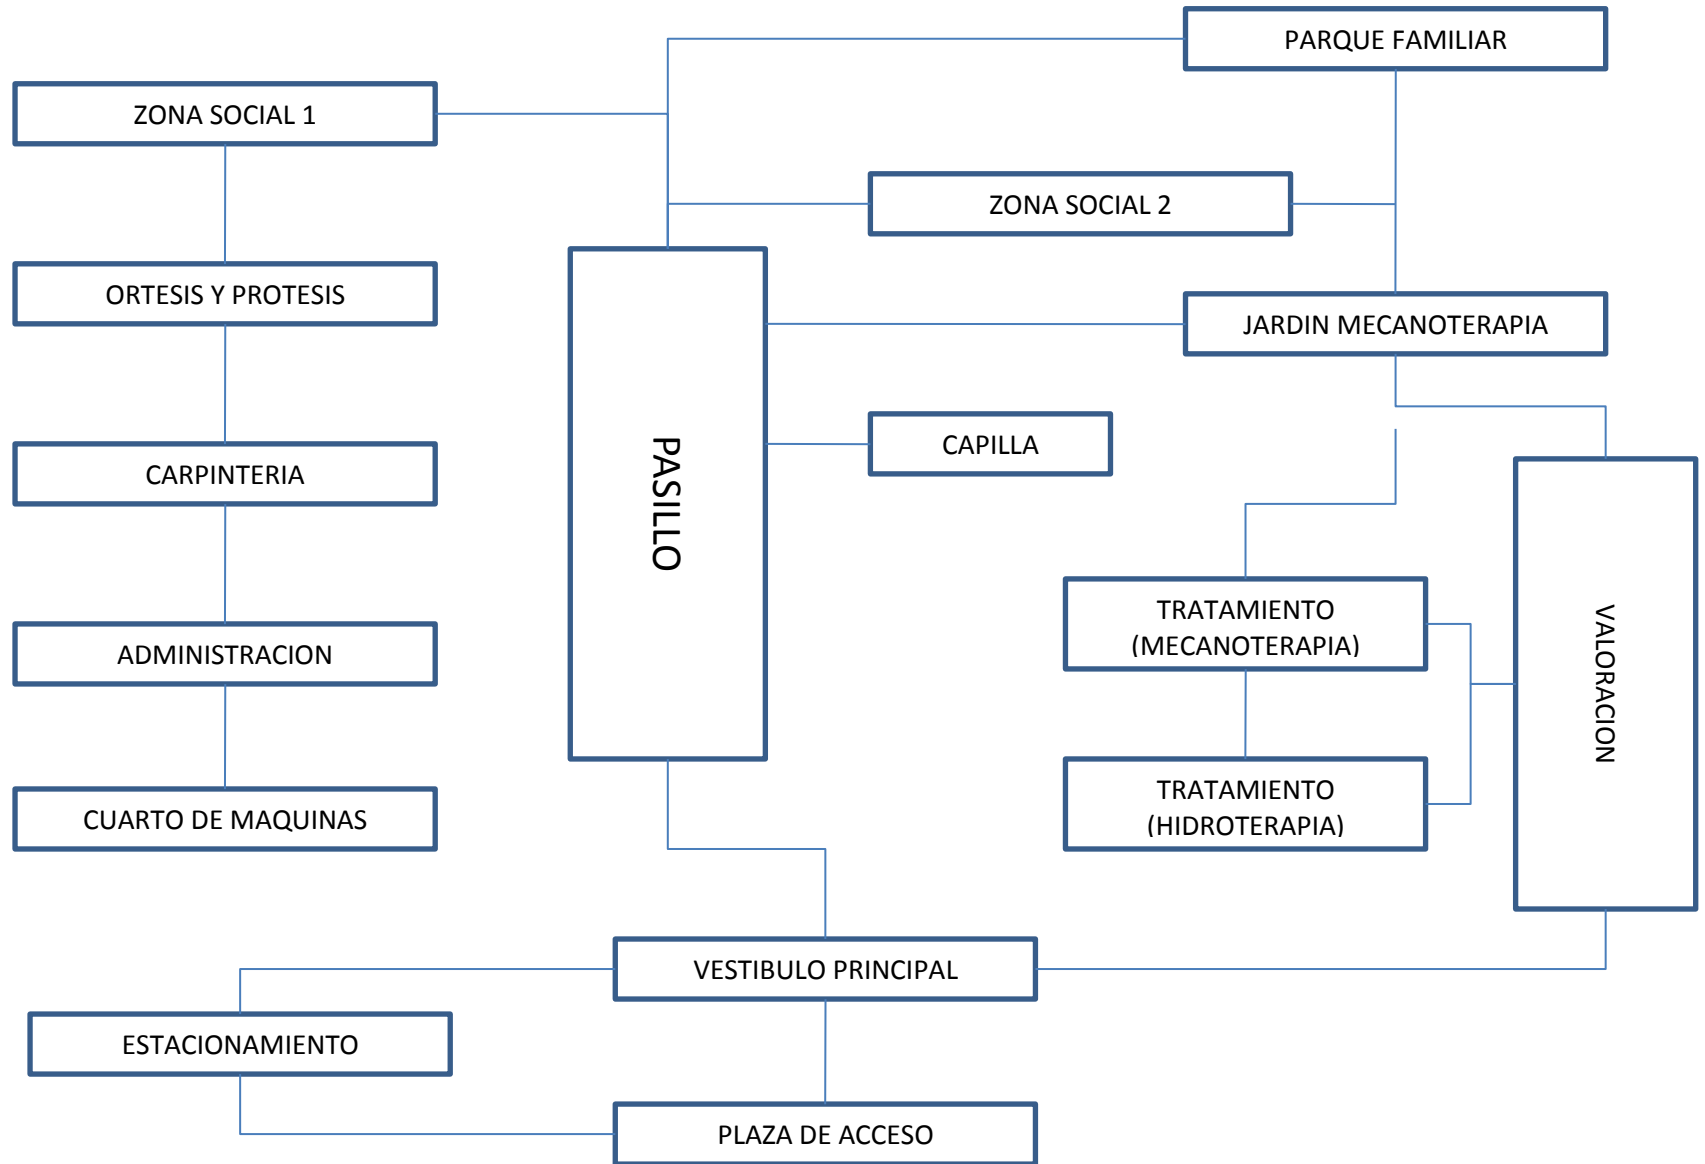 PARQUE FAMILIAR
ZONA SOCIAL 1
ZONA SOCIAL 2
ORTESIS Y PROTESIS
JARDIN MECANOTERAPIA
CAPILLA
CARPINTERIA
PASILLO
TRATAMIENTO
(MECANOTERAPIA)
ADMINISTRACION
VALORACION
TRATAMIENTO
(HIDROTERAPIA)
CUARTO DE MAQUINAS
VESTIBULO PRINCIPAL
ESTACIONAMIENTO
PLAZA DE ACCESO